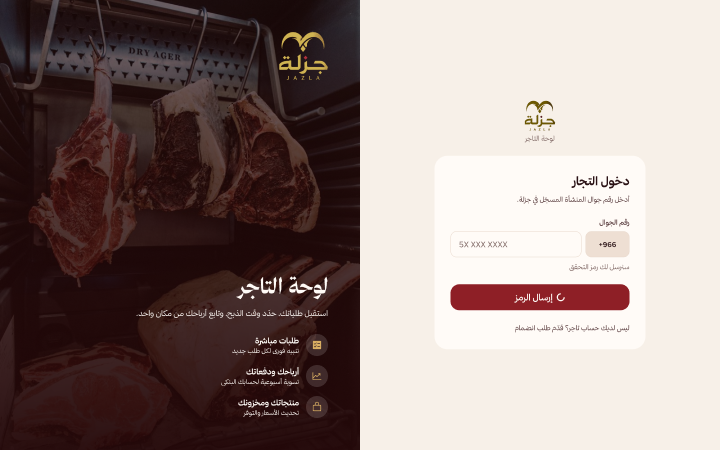 DRY AGER
جزلة
JAZLA
لوحة التاجر
استقبل طلباتك، حدّد وقت الذبح، وتابع أرباحك من مكان واحد.
طلبات مباشرة
تنبيه فوري لكل طلب جديد
أرباحك ودفعاتك
تسوية أسبوعية لحسابك البنكي
منتجاتك ومخزونك
تحديث الأسعار والتوفر
جزلة
JAZLA
لوحة التاجر
دخول التجار
أدخل رقم جوال المنشأة المسجّل في جزلة.
رقم الجوال
+966
5X XXX XXXX
سنرسل لك رمز التحقق
إرسال الرمز
ليس لديك حساب تاجر؟ قدّم طلب انضمام